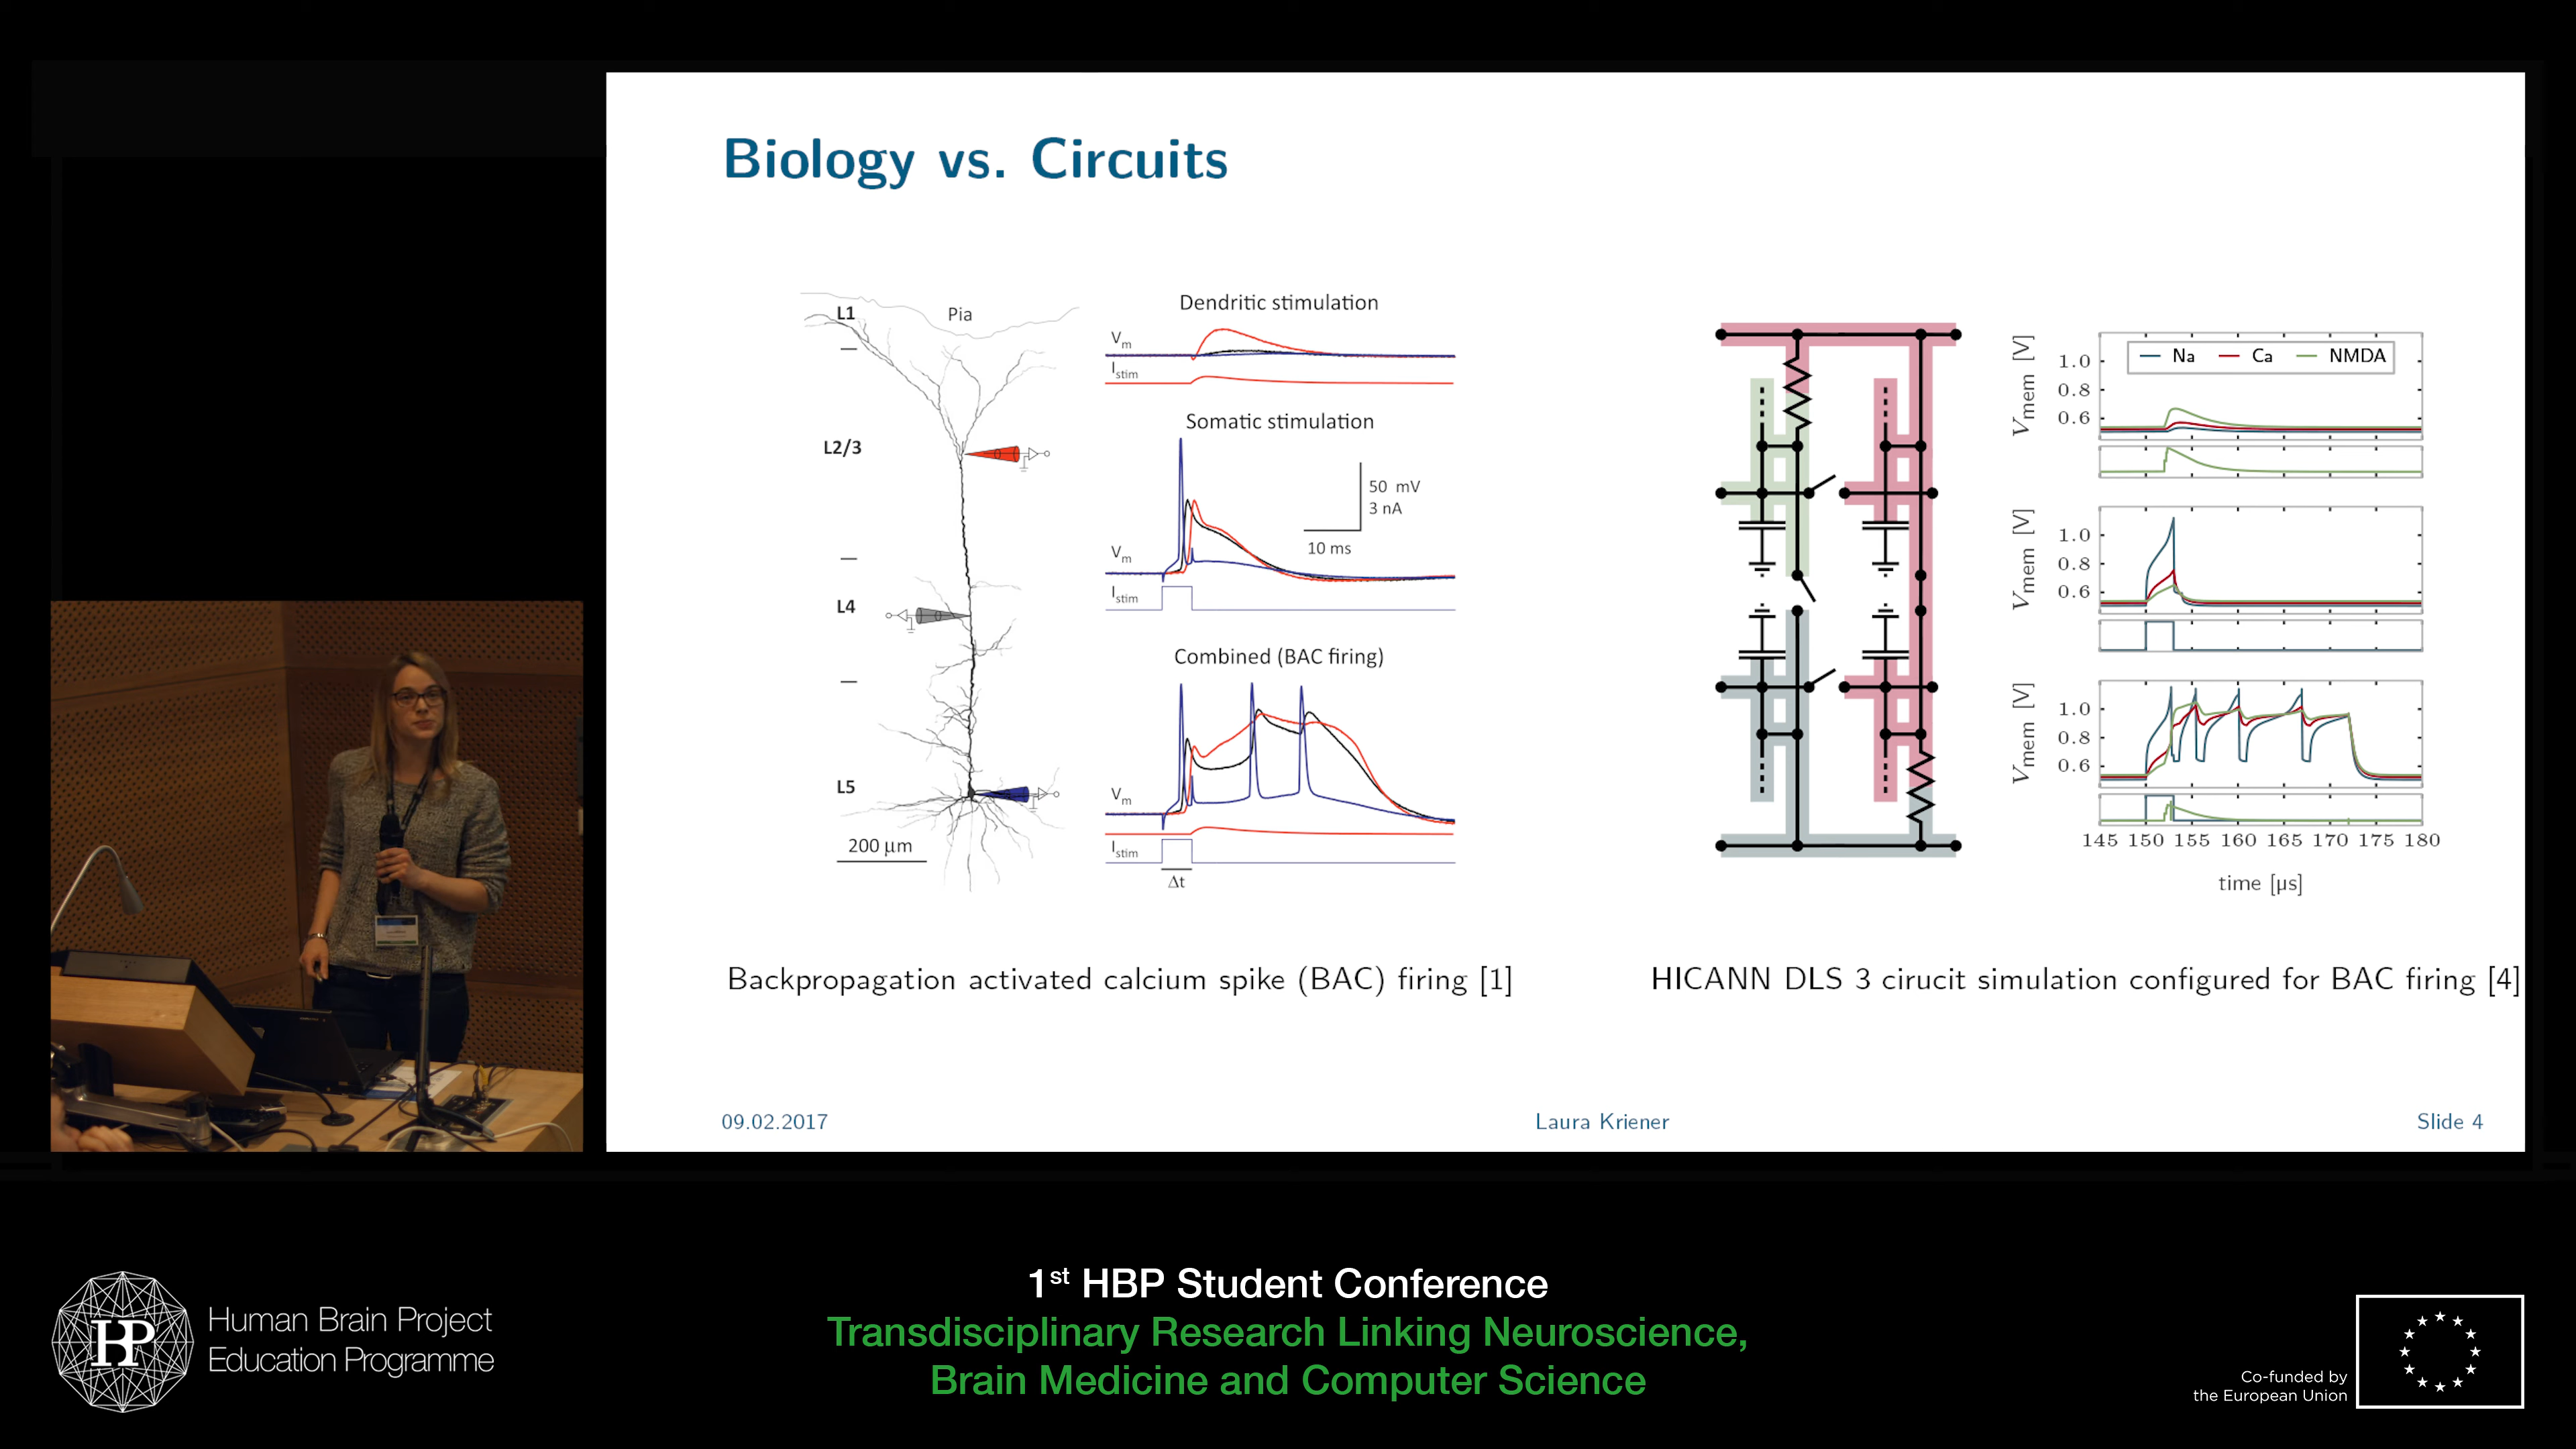 Biology vs. Circuits
L1
Pia
L2/3
L4
L5
200 µm
Dendritic stimulation
Vm
Istim
Somatic stimulation
50 mV
3 nA
10 ms
Vm
Istim
Combined (BAC firing)
Vm
Istim
Δt
Vmem [V]
1.0
0.8
0.6
Na Ca NMDA
Vmem [V]
1.0
0.8
0.6
Vmem [V]
1.0
0.8
0.6
145 150 155 160 165 170 175 180
time [µs]
Backpropagation activated calcium spike (BAC) firing [1]
HICANN DLS 3 cirucit simulation configured for BAC firing [4]
09.02.2017
Laura Kriener
Slide 4
HBP
Human Brain Project
Education Programme
1st HBP Student Conference
Transdisciplinary Research Linking Neuroscience,
Brain Medicine and Computer Science
Co-funded by
the European Union